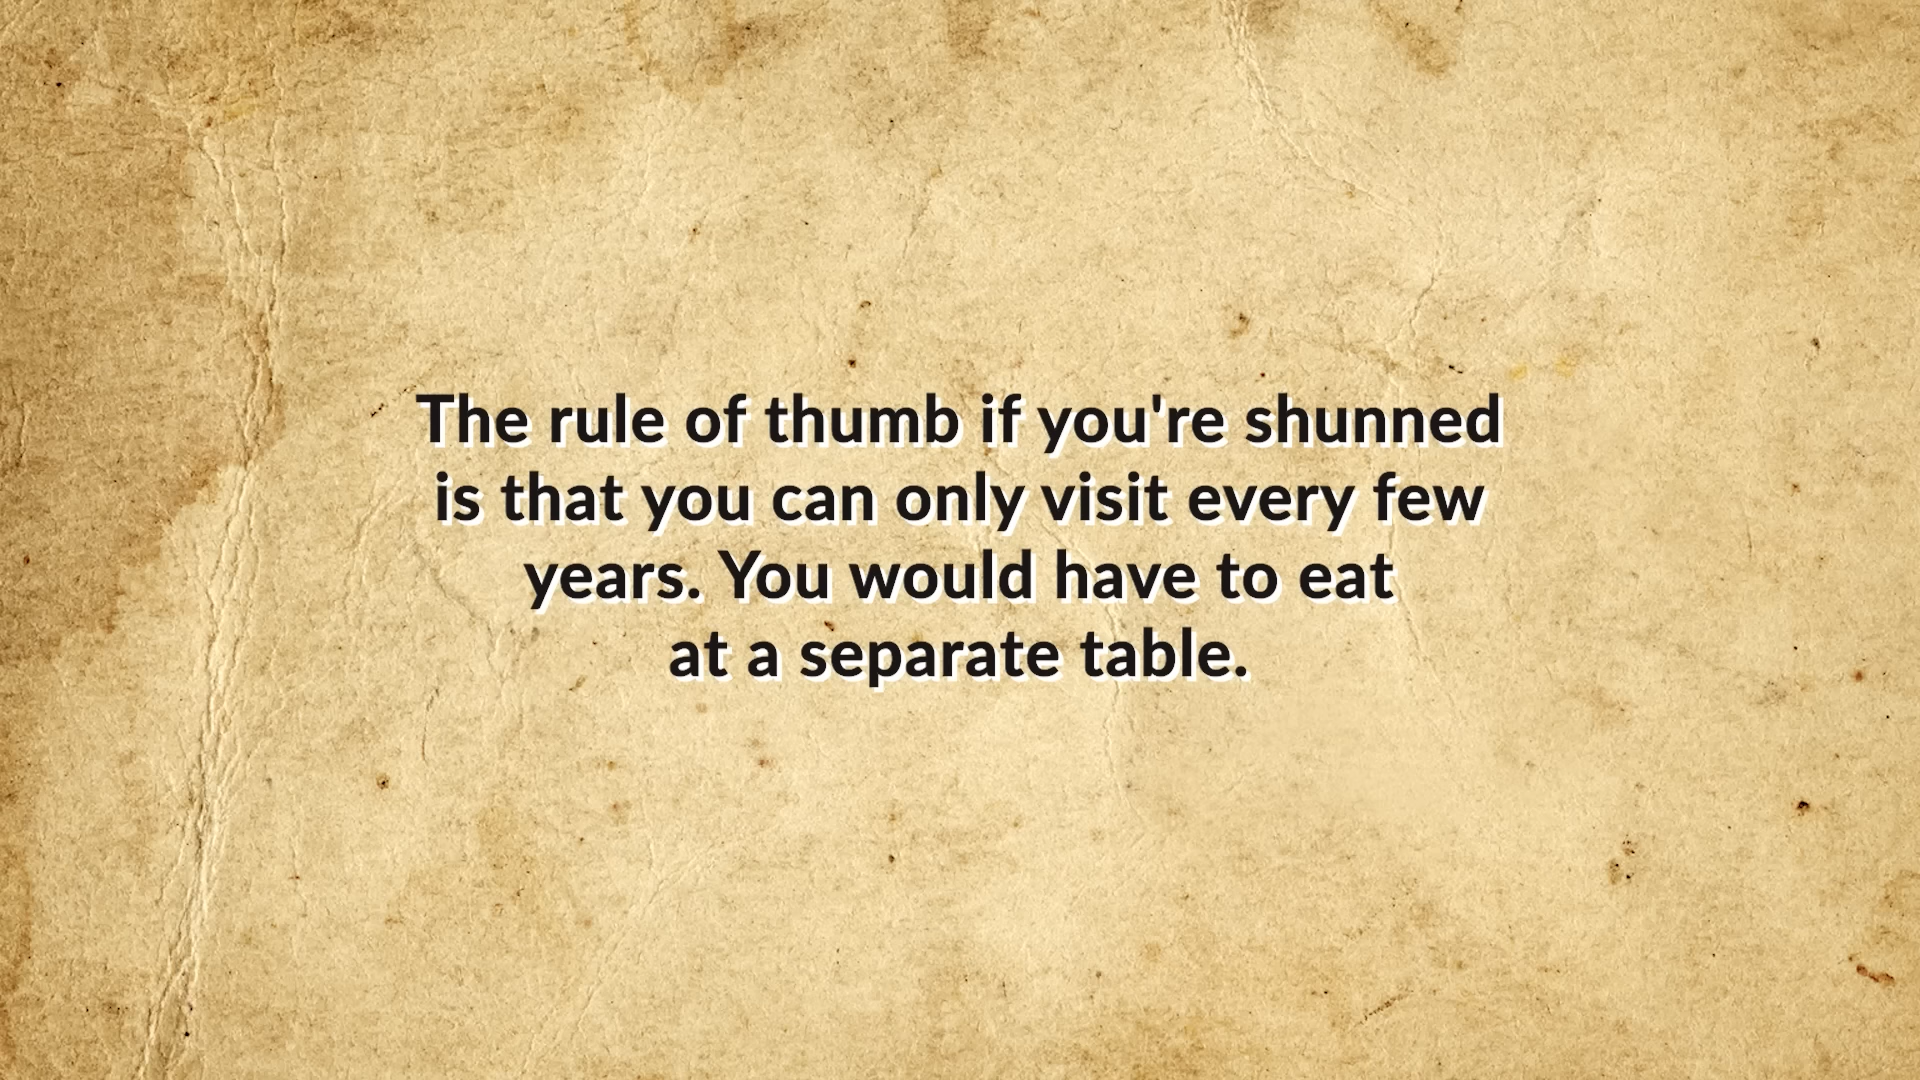 The rule of thumb if you're shunned
is that you can only visit every few
years. You would have to eat
at a separate table.